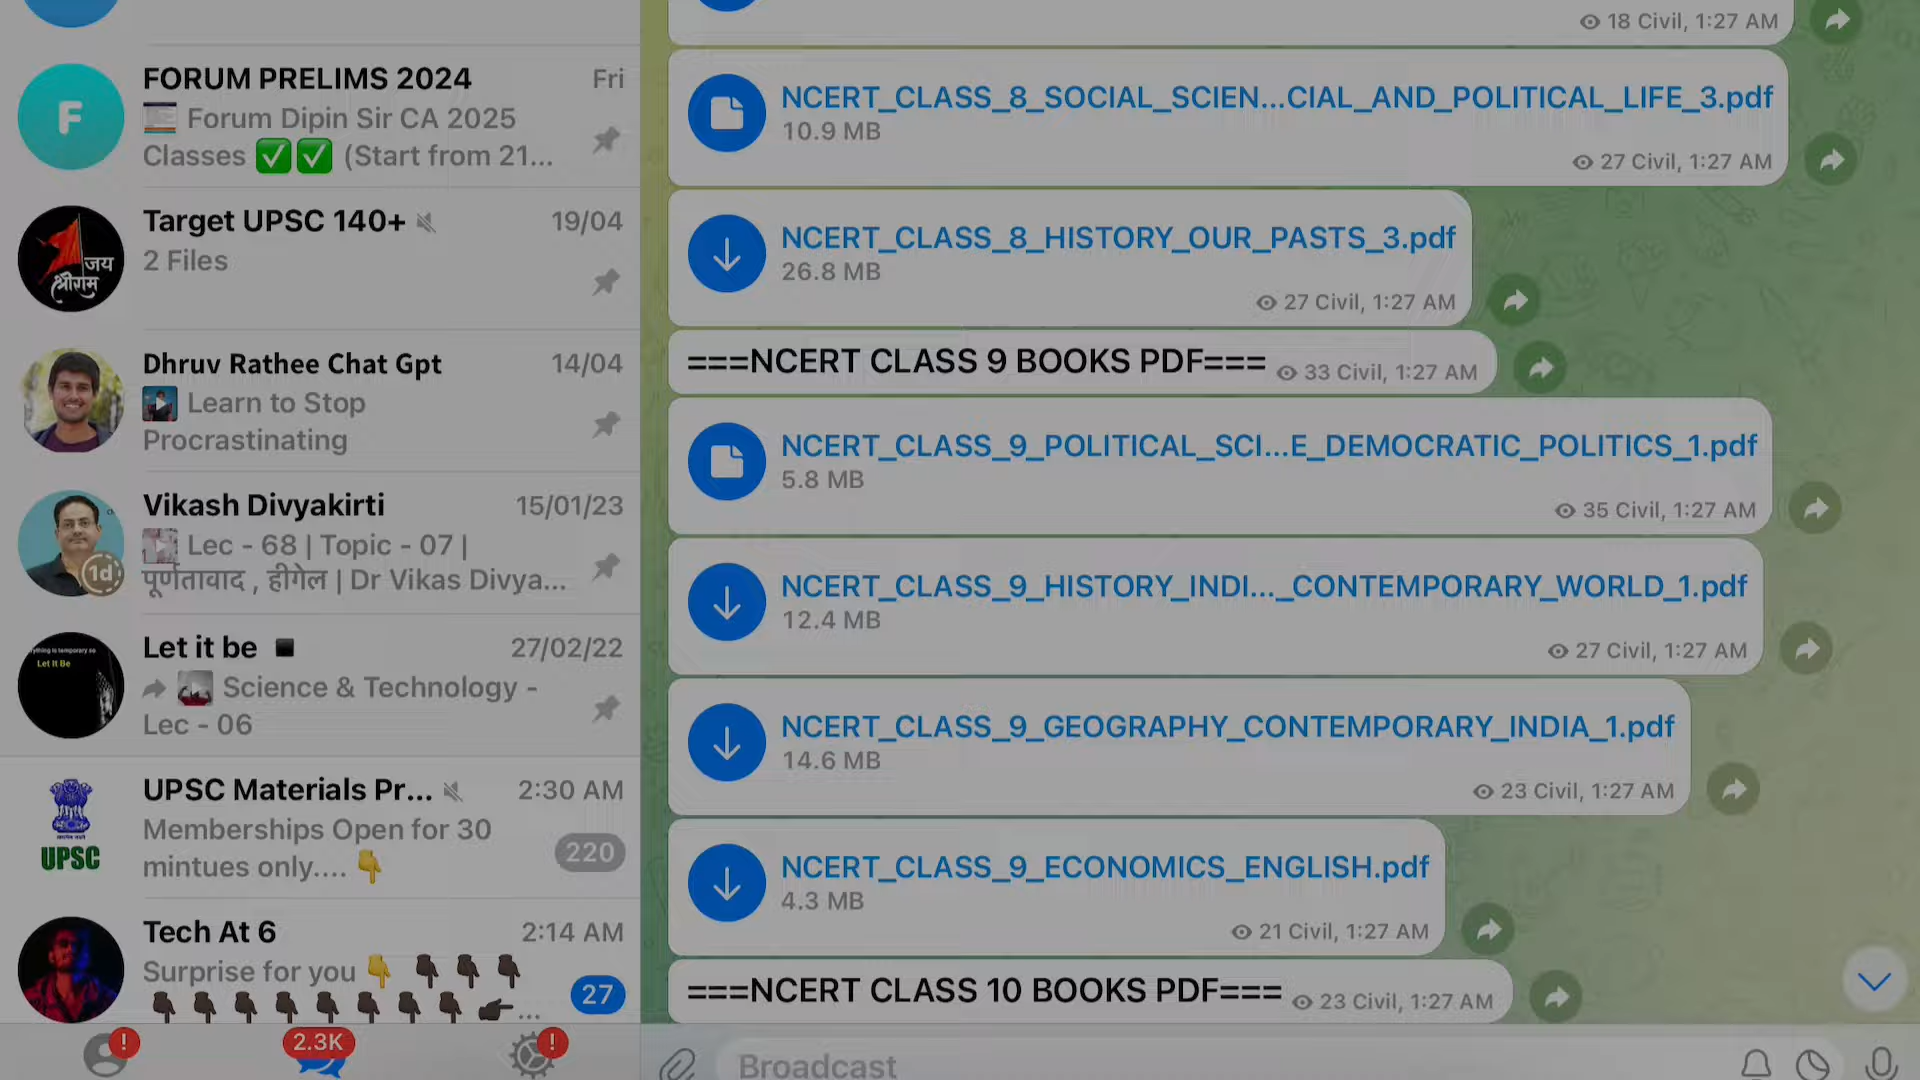 FORUM PRELIMS 2024
Fri
Forum Dipin Sir CA 2025
Classes ✅✅ (Start from 21...
F
Target UPSC 140+
19/04
2 Files
जय
श्रीराम
Dhruv Rathee Chat Gpt
14/04
Learn to Stop
Procrastinating
Vikash Divyakirti
15/01/23
Lec - 68 | Topic - 07 |
पूर्णतावाद , हीगेल | Dr Vikas Divya...
1d
Let it be
27/02/22
Science & Technology -
Lec - 06
Let It Be
UPSC Materials Pr...
2:30 AM
Memberships Open for 30
mintues only.... 👇
220
UPSC
Tech At 6
2:14 AM
Surprise for you 👇 👇🏿 👇🏿 👇🏿
👇🏿 👇🏿 👇🏿 👇🏿 👇🏿 👇🏿 👇🏿 👇🏿 👉🏿...
27
!
2.3K
!
18 Civil, 1:27 AM
NCERT_CLASS_8_SOCIAL_SCIEN...CIAL_AND_POLITICAL_LIFE_3.pdf
10.9 MB
27 Civil, 1:27 AM
NCERT_CLASS_8_HISTORY_OUR_PASTS_3.pdf
26.8 MB
27 Civil, 1:27 AM
===NCERT CLASS 9 BOOKS PDF===
33 Civil, 1:27 AM
NCERT_CLASS_9_POLITICAL_SCI...E_DEMOCRATIC_POLITICS_1.pdf
5.8 MB
35 Civil, 1:27 AM
NCERT_CLASS_9_HISTORY_INDI..._CONTEMPORARY_WORLD_1.pdf
12.4 MB
27 Civil, 1:27 AM
NCERT_CLASS_9_GEOGRAPHY_CONTEMPORARY_INDIA_1.pdf
14.6 MB
23 Civil, 1:27 AM
NCERT_CLASS_9_ECONOMICS_ENGLISH.pdf
4.3 MB
21 Civil, 1:27 AM
===NCERT CLASS 10 BOOKS PDF===
23 Civil, 1:27 AM
Broadcast